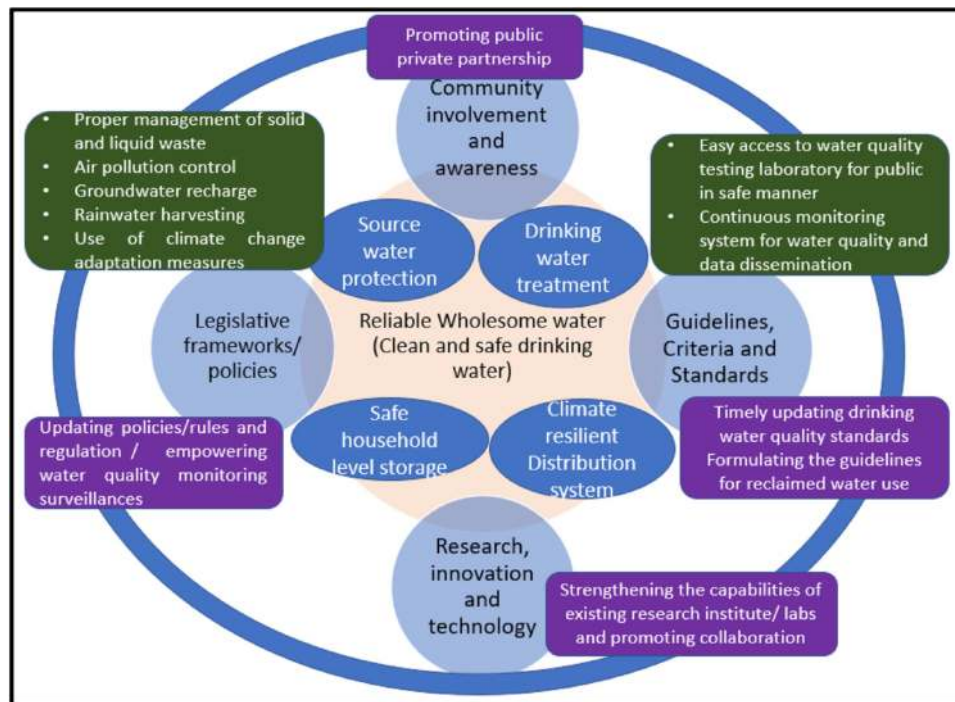 Promoting public
private partnership
Community
involvement
and
awareness
• Proper management of solid
and liquid waste
• Air pollution control
• Groundwater recharge
• Rainwater harvesting
• Use of climate change
adaptation measures
• Easy access to water quality
testing laboratory for public
in safe manner
• Continuous monitoring
system for water quality and
data dissemination
Source
water
protection
Drinking
water
treatment
Legislative
frameworks/
policies
Reliable Wholesome water
(Clean and safe drinking
water)
Guidelines,
Criteria and
Standards
Safe
household
level storage
Climate
resilient
Distribution
system
Updating policies/rules and
regulation / empowering
water quality monitoring
surveillances
Timely updating drinking
water quality standards
Formulating the guidelines
for reclaimed water use
Research,
innovation
and
technology
Strengthening the capabilities of
existing research institute/ labs
and promoting collaboration